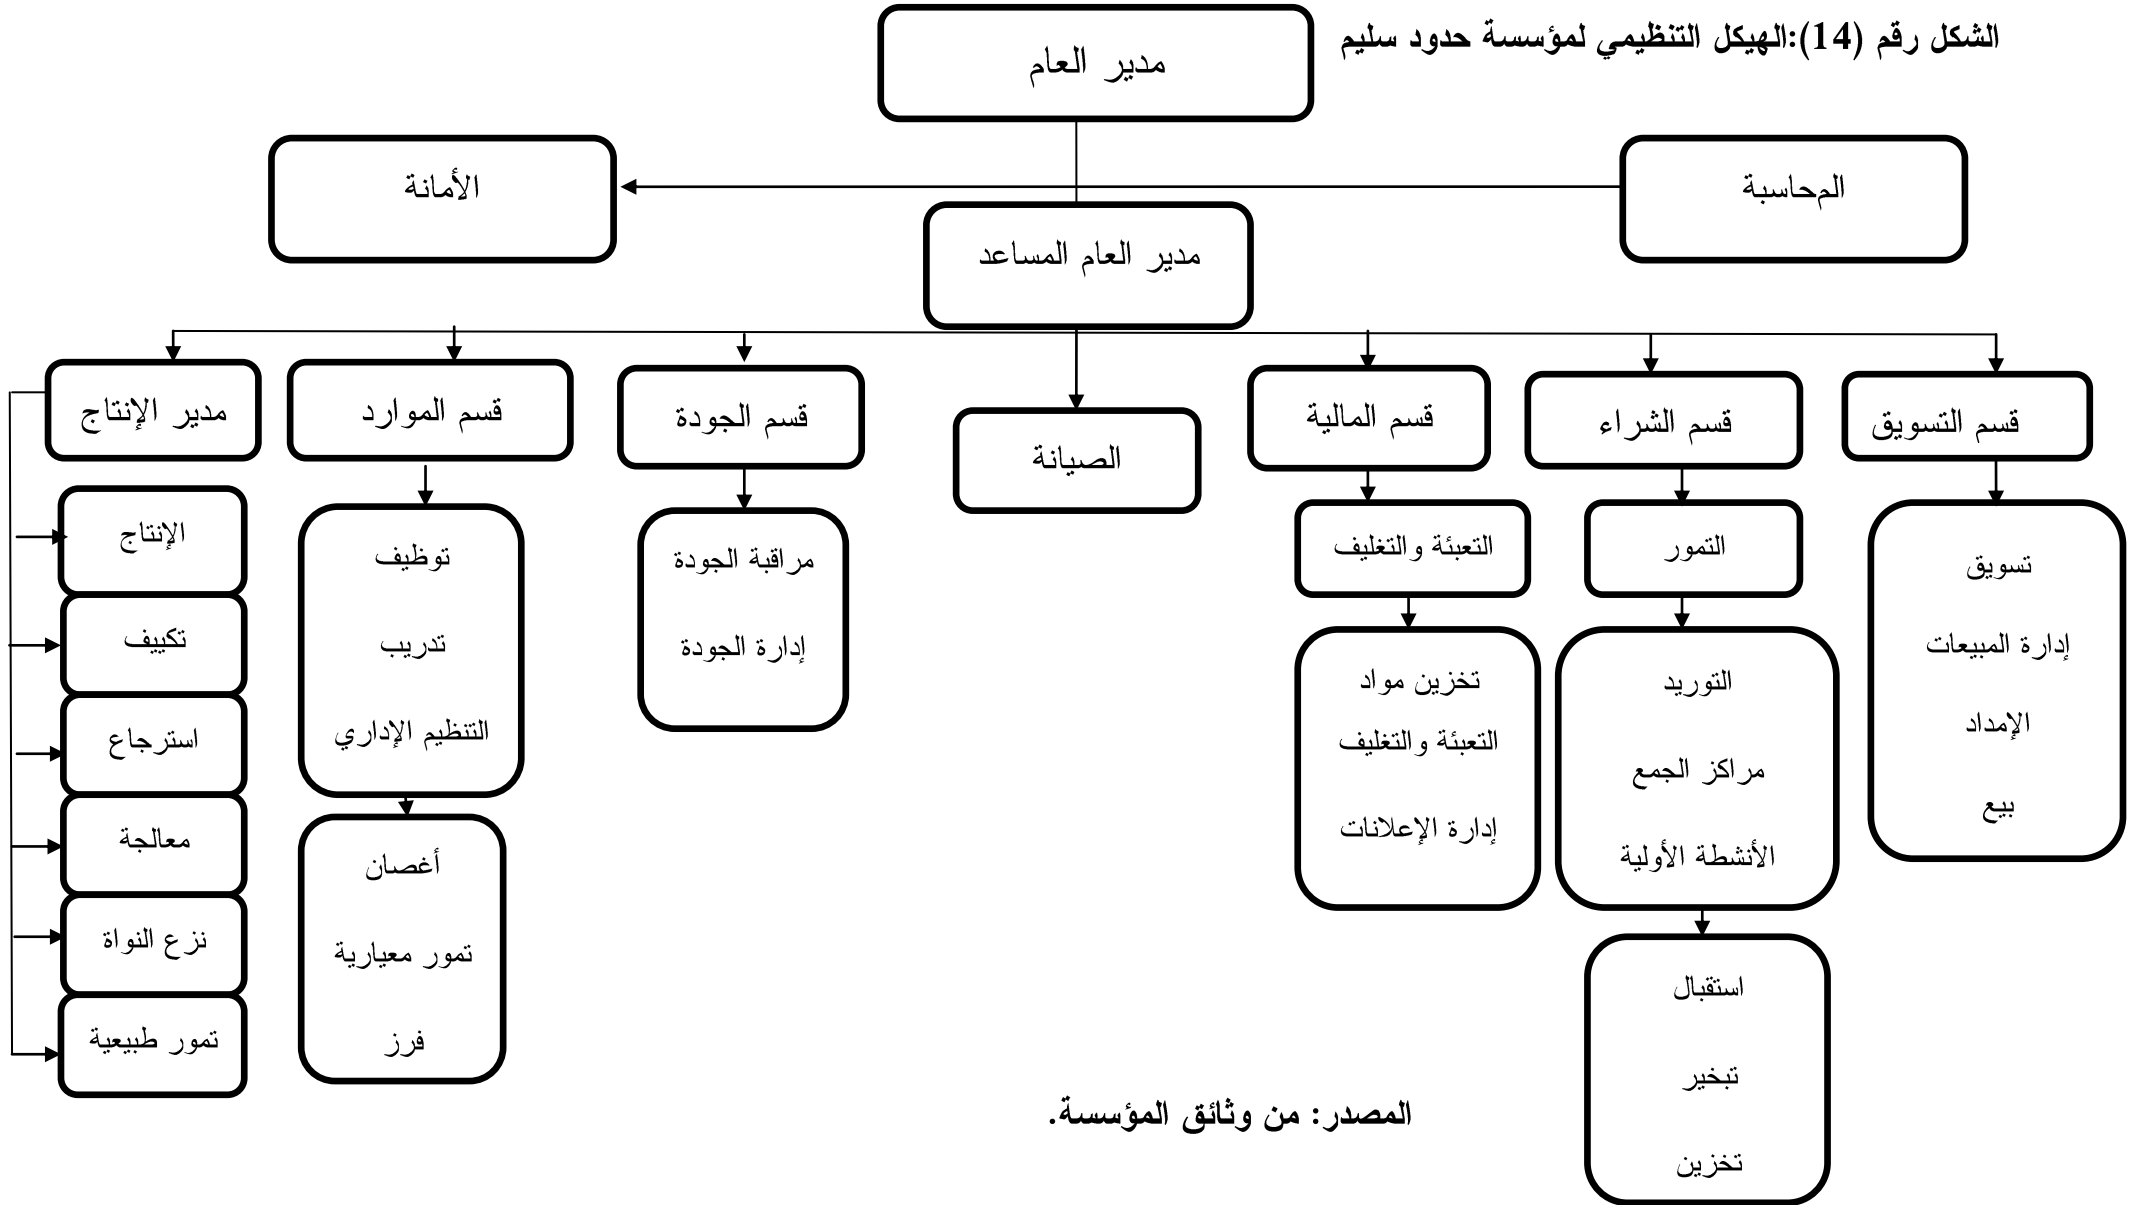 الشكل رقم (14):الهيكل التنظيمي لمؤسسة حدود سليم
مدير العام
المحاسبة
الأمانة
مدير العام المساعد
قسم التسويق
قسم الشراء
قسم المالية
الصيانة
قسم الجودة
قسم الموارد
مدير الإنتاج
تسويق
إدارة المبيعات
الإمداد
بيع
التمور
التوريد
مراكز الجمع
الأنشطة الأولية
استقبال
تبخير
تخزين
التعبئة والتغليف
تخزين مواد
التعبئة والتغليف
إدارة الإعلانات
مراقبة الجودة
إدارة الجودة
توظيف
تدريب
التنظيم الإداري
أغصان
تمور معيارية
فرز
الإنتاج
تكييف
استرجاع
معالجة
نزع النواة
تمور طبيعية
المصدر: من وثائق المؤسسة.